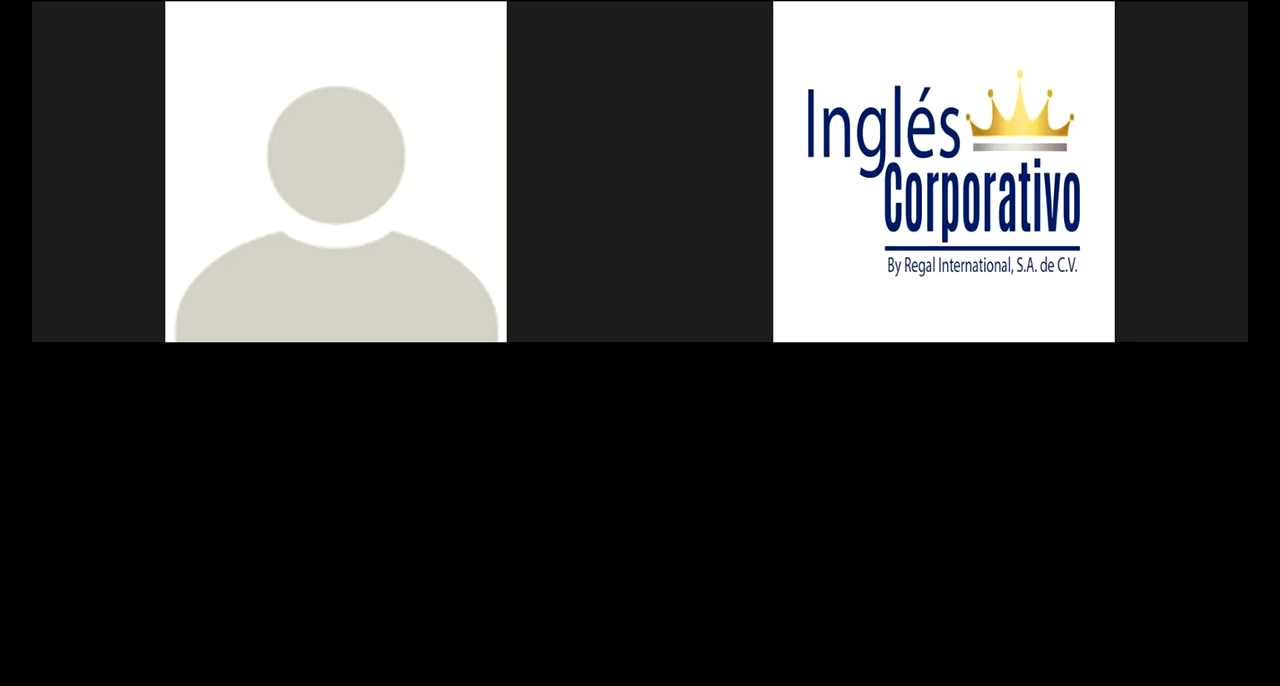 Inglés
Corporativo
By Regal International, S.A. de C.V.